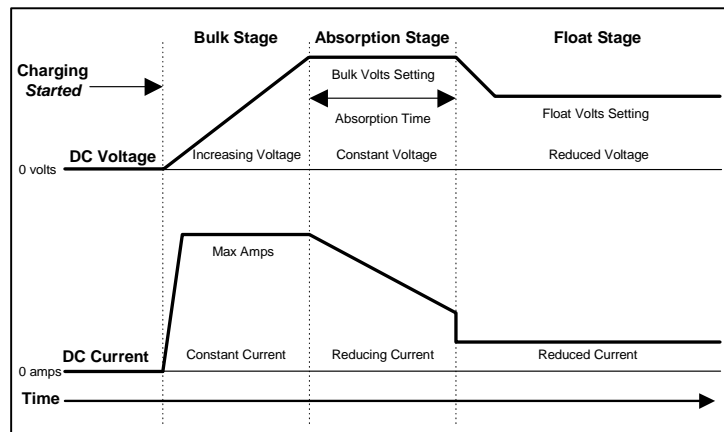 Bulk Stage Absorption Stage Float Stage
Charging
Started
Bulk Volts Setting
Absorption Time
Float Volts Setting
DC Voltage Increasing Voltage Constant Voltage Reduced Voltage
0 volts
Max Amps
DC Current Constant Current Reducing Current Reduced Current
0 amps
Time